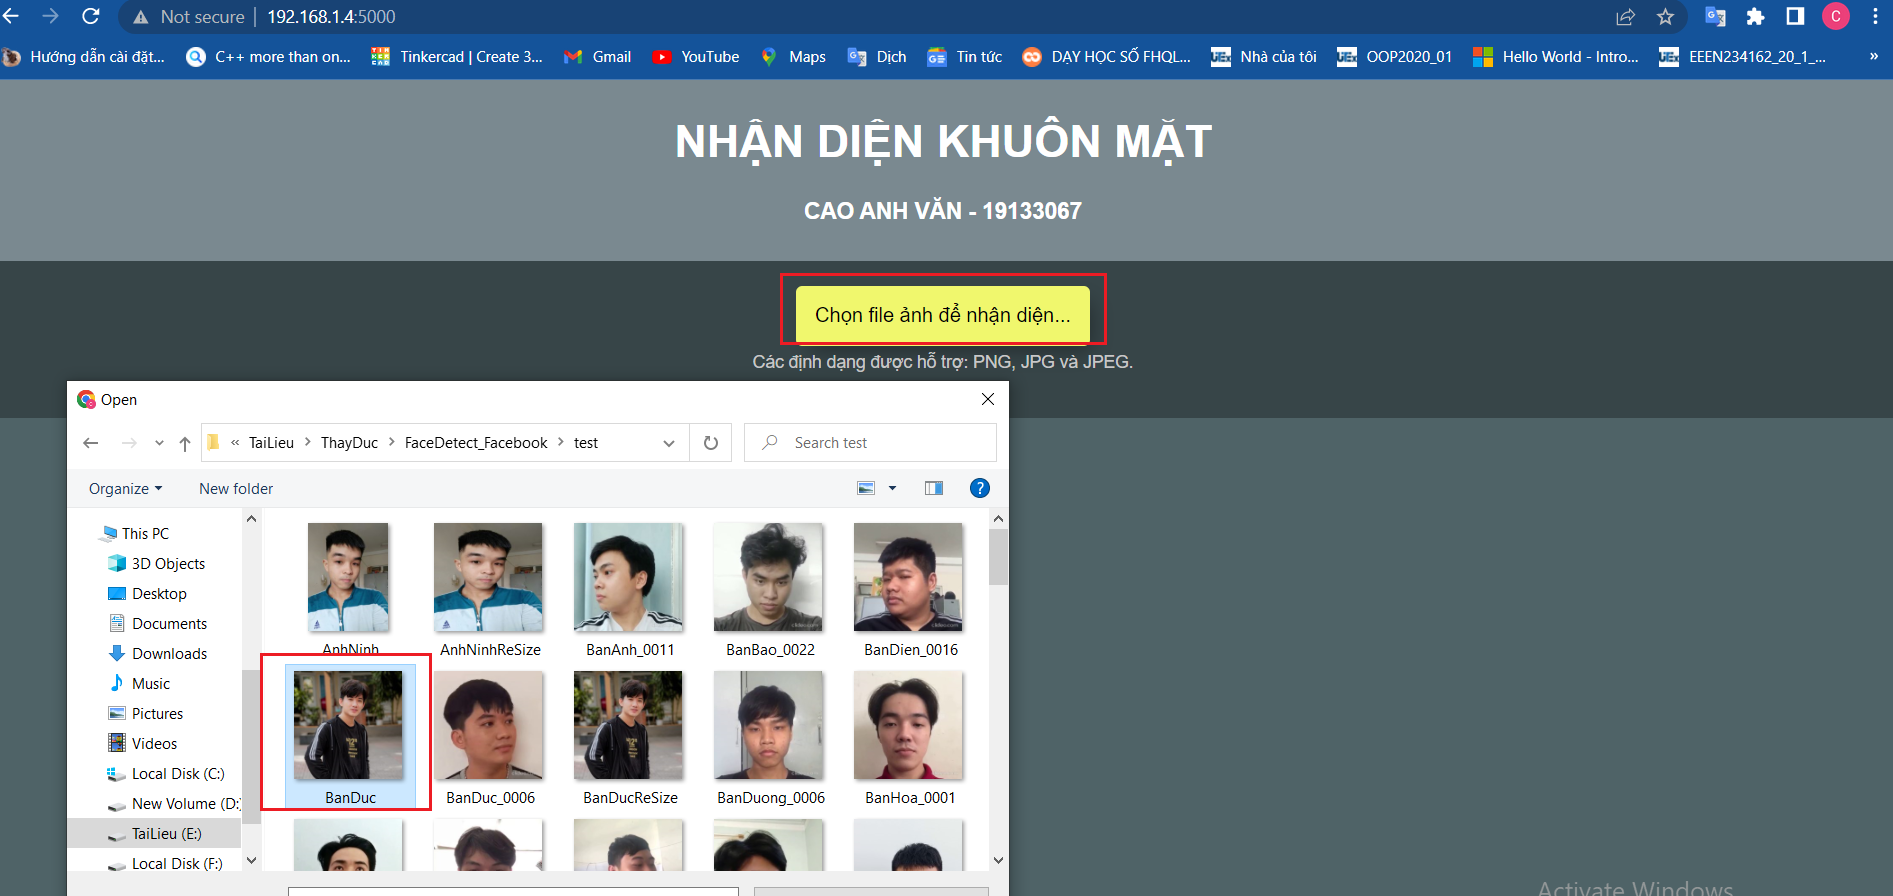 Not secure | 192.168.1.4:5000
C
Hướng dẫn cài đặt... C++ more than on... Tinkercad | Create 3... Gmail YouTube Maps Dịch Tin tức DẠY HỌC SỐ FHQL... Nhà của tôi OOP2020_01 Hello World - Intro... EEEN234162_20_1_... »
NHẬN DIỆN KHUÔN MẶT
CAO ANH VĂN - 19133067
Chọn file ảnh để nhận diện...
Các định dạng được hỗ trợ: PNG, JPG và JPEG.
Open
« TaiLieu > ThayDuc > FaceDetect_Facebook > test
Search test
Organize New folder
?
This PC
3D Objects
Desktop
Documents
Downloads
Music
Pictures
Videos
Local Disk (C:)
New Volume (D:)
TaiLieu (E:)
Local Disk (F:)
AnhNinh AnhNinhReSize BanAnh_0011 BanBao_0022 BanDien_0016
BanDuc BanDuc_0006 BanDucReSize BanDuong_0006 BanHoa_0001
Activate Windows